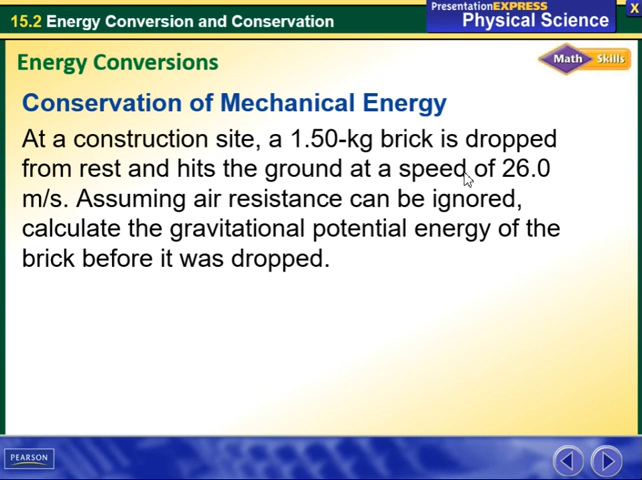 15.2 Energy Conversion and Conservation
PresentationEXPRESS
Physical Science
X
Energy Conversions
Math Skills
Conservation of Mechanical Energy
At a construction site, a 1.50-kg brick is dropped
from rest and hits the ground at a speed of 26.0
m/s. Assuming air resistance can be ignored,
calculate the gravitational potential energy of the
brick before it was dropped.
PEARSON